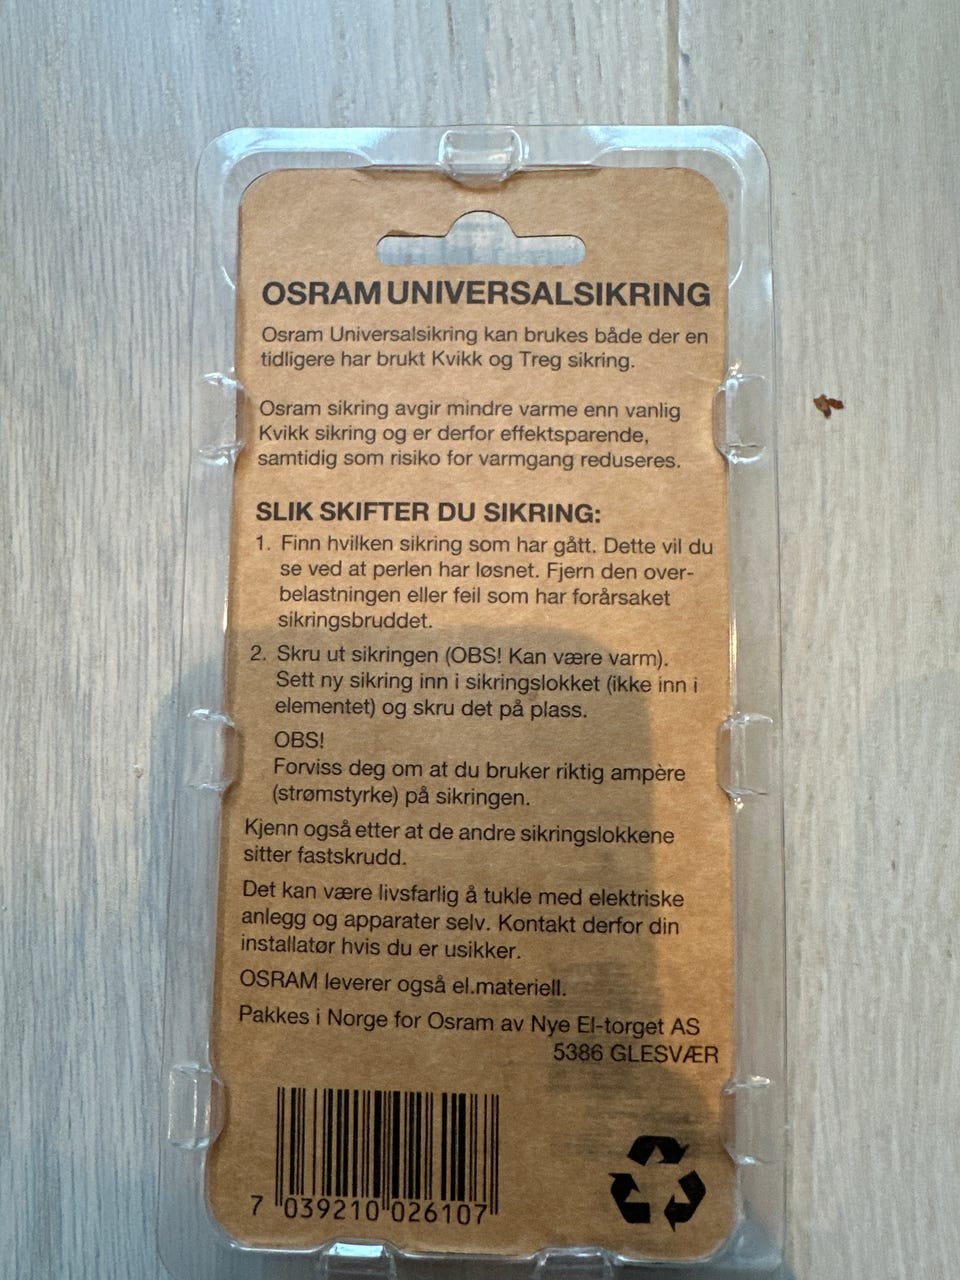 OSRAM UNIVERSALSIKRING
Osram Universalsikring kan brukes både der en
tidligere har brukt Kvikk og Treg sikring.
Osram sikring avgir mindre varme enn vanlig
Kvikk sikring og er derfor effektsparende,
samtidig som risiko for varmgang reduseres.
SLIK SKIFTER DU SIKRING:
1. Finn hvilken sikring som har gått. Dette vil du
se ved at perlen har løsnet. Fjern den over-
belastningen eller feil som har forårsaket
sikringsbruddet.
2. Skru ut sikringen (OBS! Kan være varm).
Sett ny sikring inn i sikringslokket (ikke inn i
elementet) og skru det på plass.
OBS!
Forviss deg om at du bruker riktig ampère
(strømstyrke) på sikringen.
Kjenn også etter at de andre sikringslokkene
sitter fastskrudd.
Det kan være livsfarlig å tukle med elektriske
anlegg og apparater selv. Kontakt derfor din
installatør hvis du er usikker.
OSRAM leverer også el.materiell.
Pakkes i Norge for Osram av Nye El-torget AS
5386 GLESVÆR
7 039210 026107